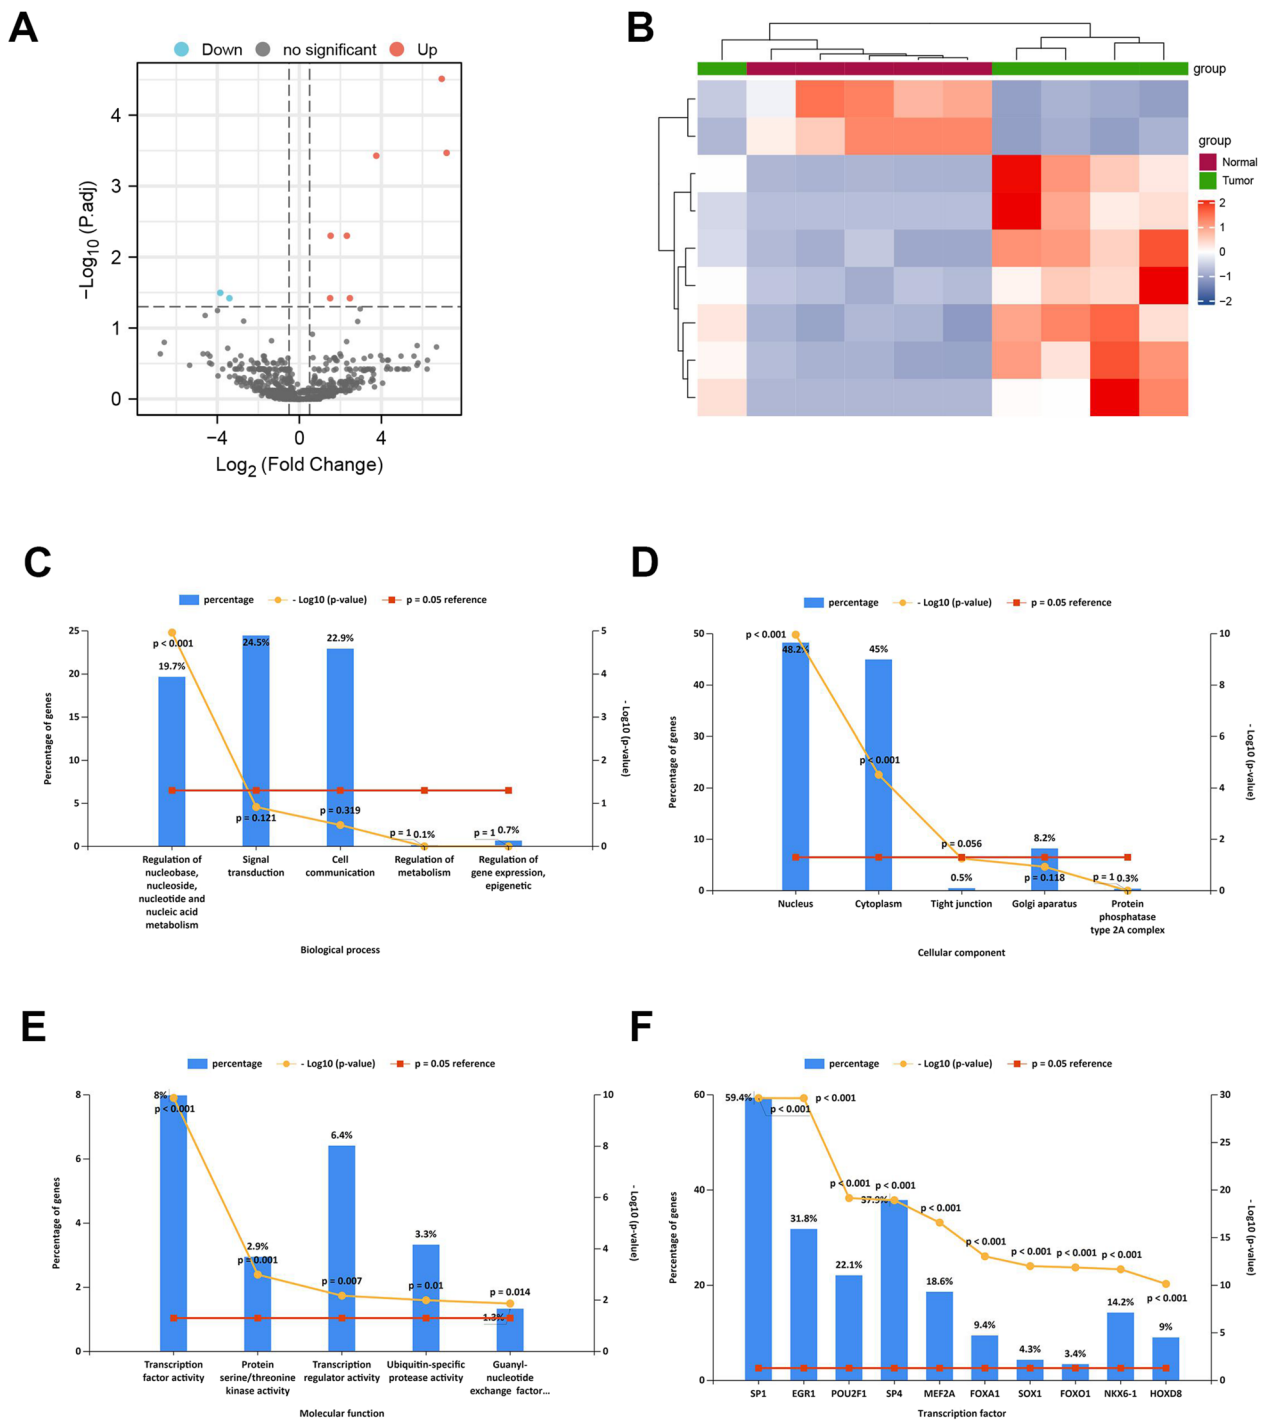 A
Down no significant Up
4
3
2
1
0
−Log10 (P.adj)
−4 0 4
Log2 (Fold Change)
B
group
group
Normal
Tumor
2
1
0
−1
−2
C
percentage - Log10 (p-value) p = 0.05 reference
25
20
15
10
5
0
Percentage of genes
5
4
3
2
1
0
- Log10 (p-value)
p < 0.001
19.7%
24.5%
22.9%
p = 0.121
p = 0.319
p = 1 0.1%
p = 1 0.7%
Regulation of
nucleobase,
nucleoside,
nucleotide and
nucleic acid
metabolism
Signal
transduction
Cell
communication
Regulation of
metabolism
Regulation of
gene expression,
epigenetic
Biological process
D
percentage - Log10 (p-value) p = 0.05 reference
50
40
30
20
10
0
Percentage of genes
10
8
6
4
2
0
- Log10 (p-value)
p < 0.001
48.2%
45%
p < 0.001
p = 0.056
0.5%
8.2%
p = 0.118
p = 1 0.3%
Nucleus
Cytoplasm
Tight junction
Golgi aparatus
Protein
phosphatase
type 2A complex
Cellular component
E
percentage - Log10 (p-value) p = 0.05 reference
8
6
4
2
0
Percentage of genes
10
8
6
4
2
0
- Log10 (p-value)
8%
p < 0.001
2.9%
p = 0.001
6.4%
p = 0.007
3.3%
p = 0.01
p = 0.014
1.3%
Transcription
factor activity
Protein
serine/threonine
kinase activity
Transcription
regulator activity
Ubiquitin-specific
protease activity
Guanyl-
nucleotide
exchange factor...
Molecular function
F
percentage - Log10 (p-value) p = 0.05 reference
60
40
20
0
Percentage of genes
30
25
20
15
10
5
0
- Log10 (p-value)
59.4%
p < 0.001
p < 0.001
31.8%
p < 0.001
22.1%
p < 0.001
37.9%
p < 0.001
18.6%
p < 0.001
9.4%
p < 0.001
4.3%
p < 0.001
3.4%
p < 0.001
14.2%
p < 0.001
9%
SP1 EGR1 POU2F1 SP4 MEF2A FOXA1 SOX1 FOXO1 NKX6-1 HOXD8
Transcription factor